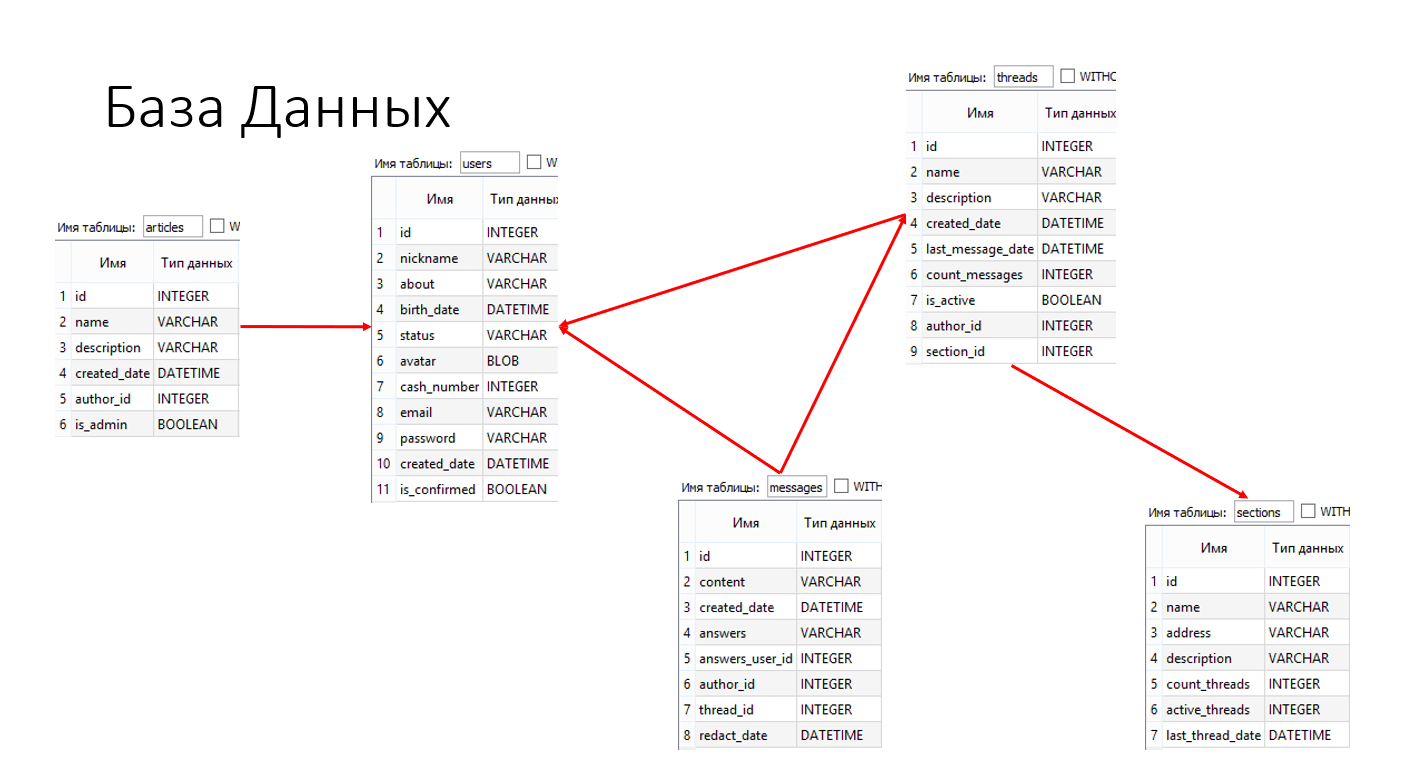 База Данных
Имя таблицы: articles W
Имя Тип данных
1 id INTEGER
2 name VARCHAR
3 description VARCHAR
4 created_date DATETIME
5 author_id INTEGER
6 is_admin BOOLEAN
Имя таблицы: users W
Имя Тип данны
1 id INTEGER
2 nickname VARCHAR
3 about VARCHAR
4 birth_date DATETIME
5 status VARCHAR
6 avatar BLOB
7 cash_number INTEGER
8 email VARCHAR
9 password VARCHAR
10 created_date DATETIME
11 is_confirmed BOOLEAN
Имя таблицы: threads WITHO
Имя Тип данных
1 id INTEGER
2 name VARCHAR
3 description VARCHAR
4 created_date DATETIME
5 last_message_date DATETIME
6 count_messages INTEGER
7 is_active BOOLEAN
8 author_id INTEGER
9 section_id INTEGER
Имя таблицы: messages WITH
Имя Тип данных
1 id INTEGER
2 content VARCHAR
3 created_date DATETIME
4 answers VARCHAR
5 answers_user_id INTEGER
6 author_id INTEGER
7 thread_id INTEGER
8 redact_date DATETIME
Имя таблицы: sections WITH
Имя Тип данных
1 id INTEGER
2 name VARCHAR
3 address VARCHAR
4 description VARCHAR
5 count_threads INTEGER
6 active_threads INTEGER
7 last_thread_date DATETIME